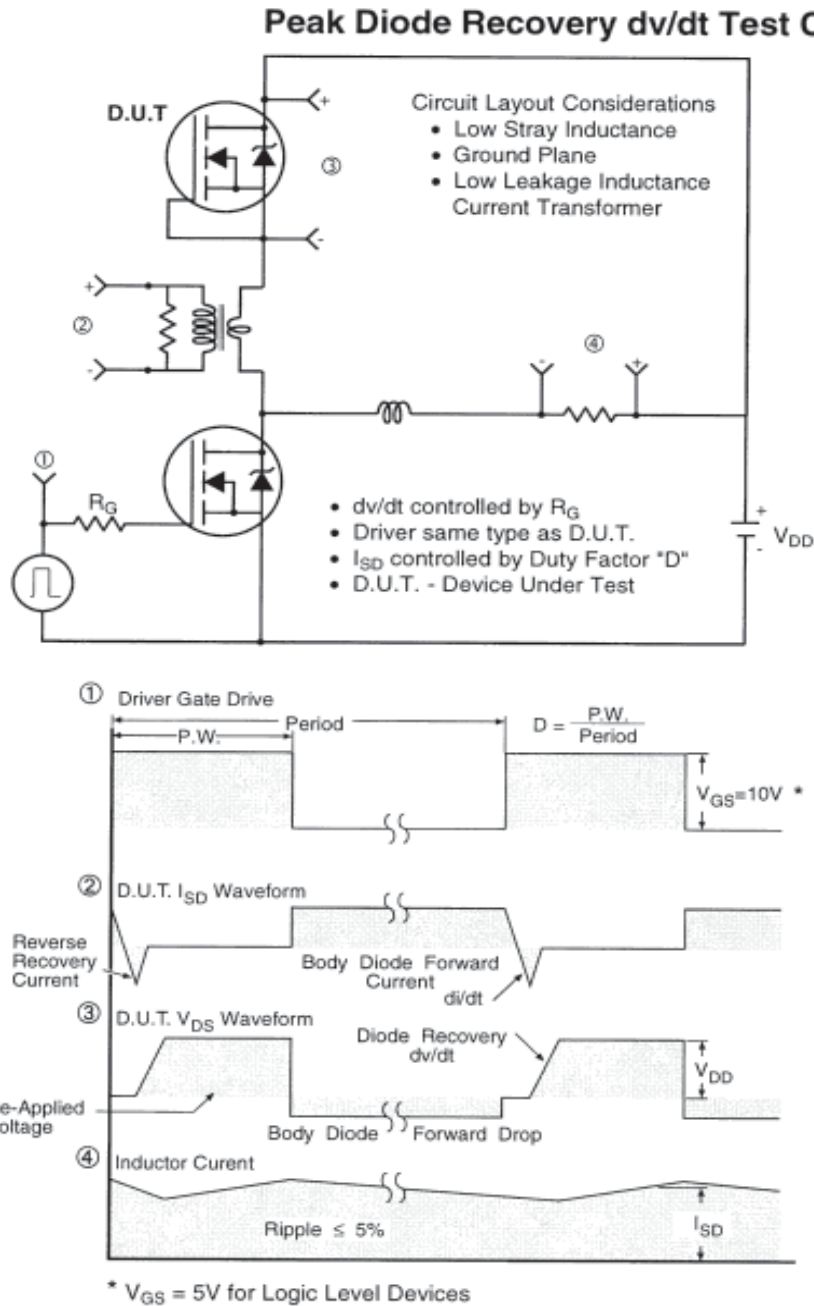 Peak Diode Recovery dv/dt Test C
D.U.T
+
③
-
Circuit Layout Considerations
• Low Stray Inductance
• Ground Plane
• Low Leakage Inductance
Current Transformer
+
②
-
④
-
+
①
RG
• dv/dt controlled by RG
• Driver same type as D.U.T.
• ISD controlled by Duty Factor "D"
• D.U.T. - Device Under Test
+
VDD
-
① Driver Gate Drive
Period
P.W.
D = P.W.
Period
VGS=10V *
② D.U.T. ISD Waveform
Reverse
Recovery
Current
Body Diode Forward
Current
di/dt
③ D.U.T. VDS Waveform
Diode Recovery
dv/dt
VDD
e-Applied
oltage
Body Diode Forward Drop
④ Inductor Curent
Ripple ≤ 5%
ISD
* VGS = 5V for Logic Level Devices